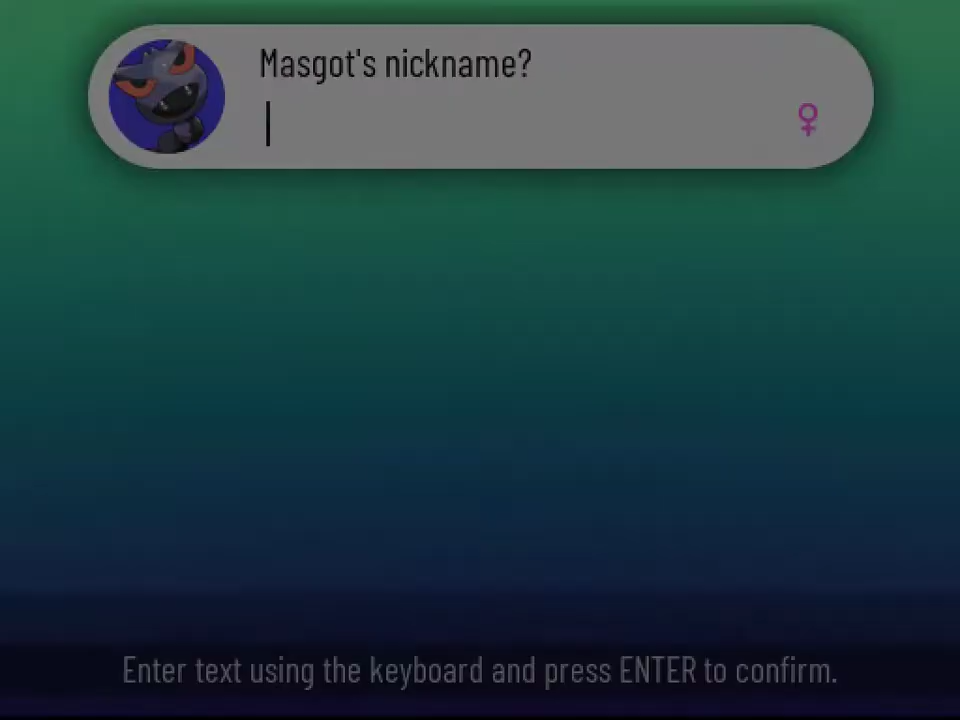 Masgot's nickname?
♀
Enter text using the keyboard and press ENTER to confirm.